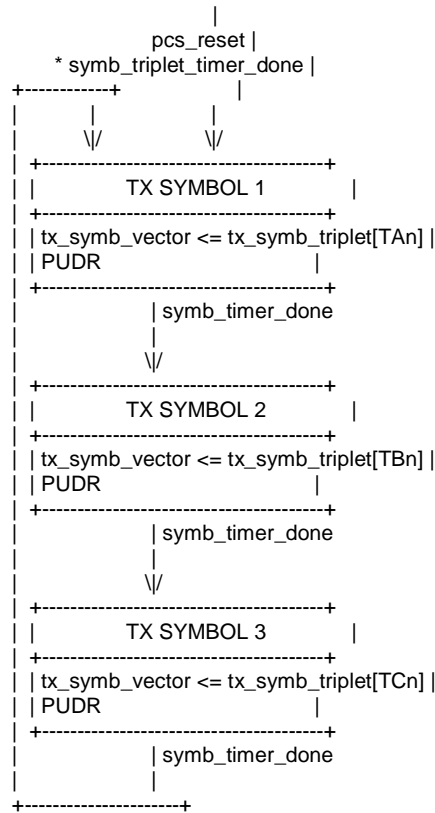 |
pcs_reset |
* symb_triplet_timer_done |
+------------+ |
| | |
| \|/ \|/
| +----------------------------------------+
| | TX SYMBOL 1 |
| +----------------------------------------+
| | tx_symb_vector <= tx_symb_triplet[TAn] |
| | PUDR |
| +----------------------------------------+
| | symb_timer_done
| |
| \|/
| +----------------------------------------+
| | TX SYMBOL 2 |
| +----------------------------------------+
| | tx_symb_vector <= tx_symb_triplet[TBn] |
| | PUDR |
| +----------------------------------------+
| | symb_timer_done
| |
| \|/
| +----------------------------------------+
| | TX SYMBOL 3 |
| +----------------------------------------+
| | tx_symb_vector <= tx_symb_triplet[TCn] |
| | PUDR |
| +----------------------------------------+
| | symb_timer_done
| |
+-----------------------+